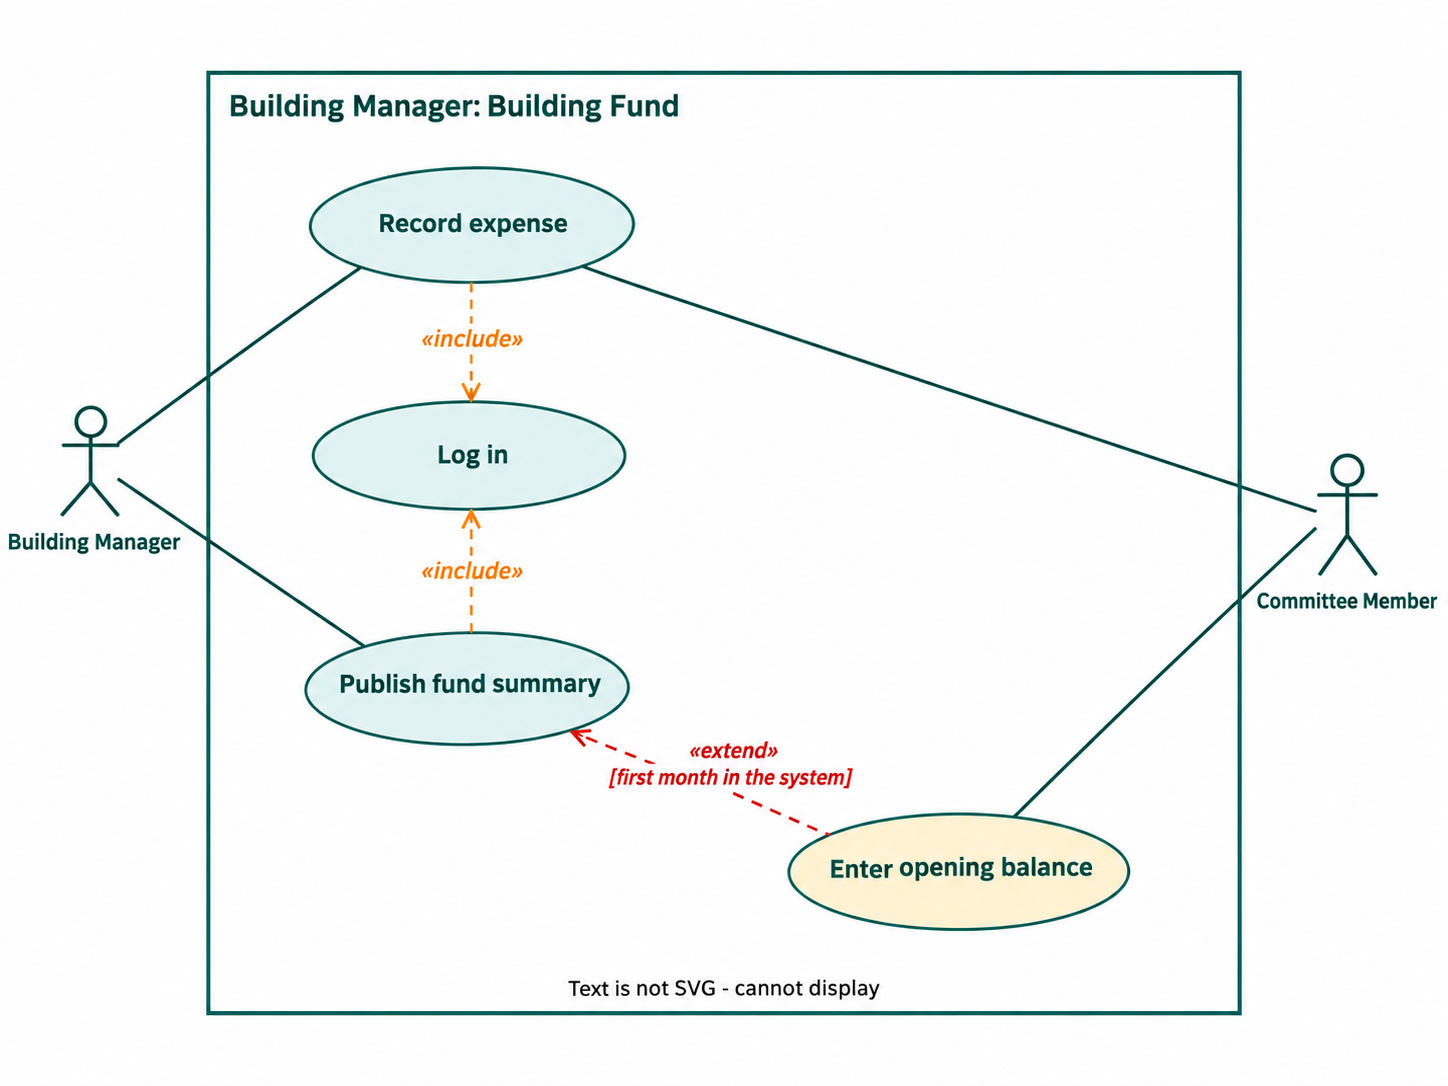 Building Manager: Building Fund
Record expense
«include»
Log in
Building Manager
«include»
Committee Member
Publish fund summary
«extend»
[first month in the system]
Enter opening balance
Text is not SVG - cannot display